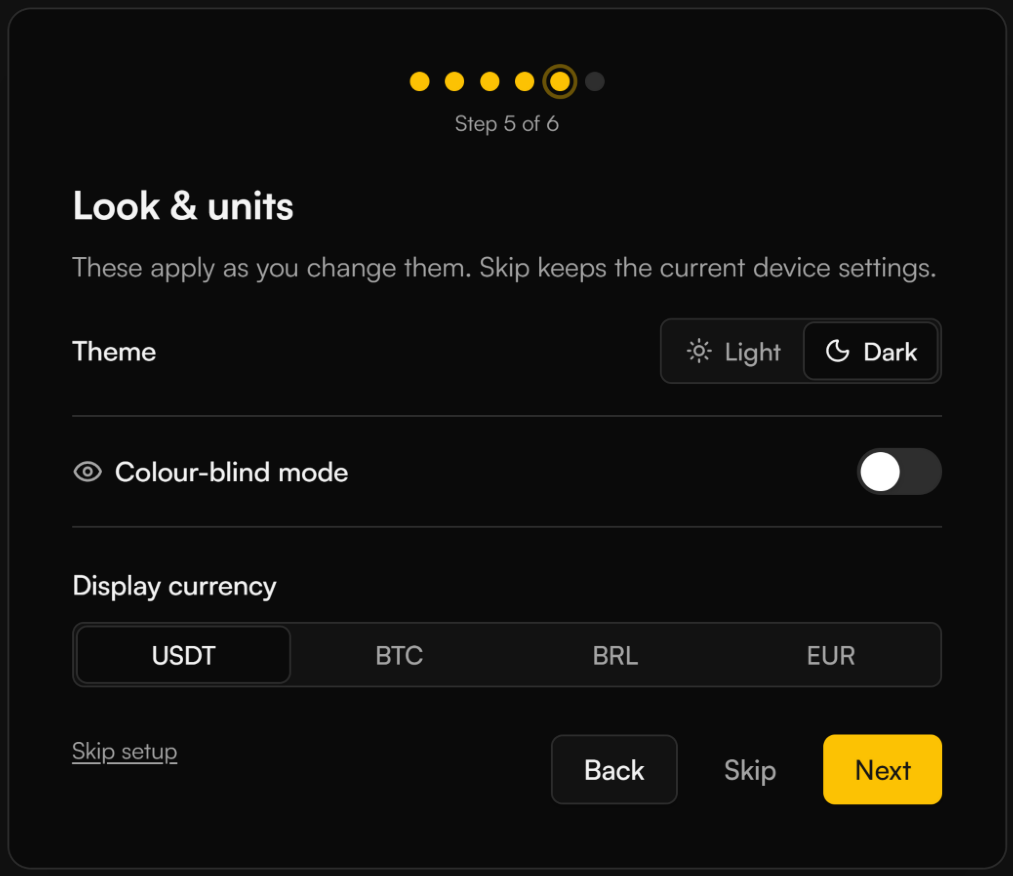 Step 5 of 6
Look & units
These apply as you change them. Skip keeps the current device settings.
Theme
Light
Dark
Colour-blind mode
Display currency
USDT
BTC
BRL
EUR
Skip setup
Back
Skip
Next